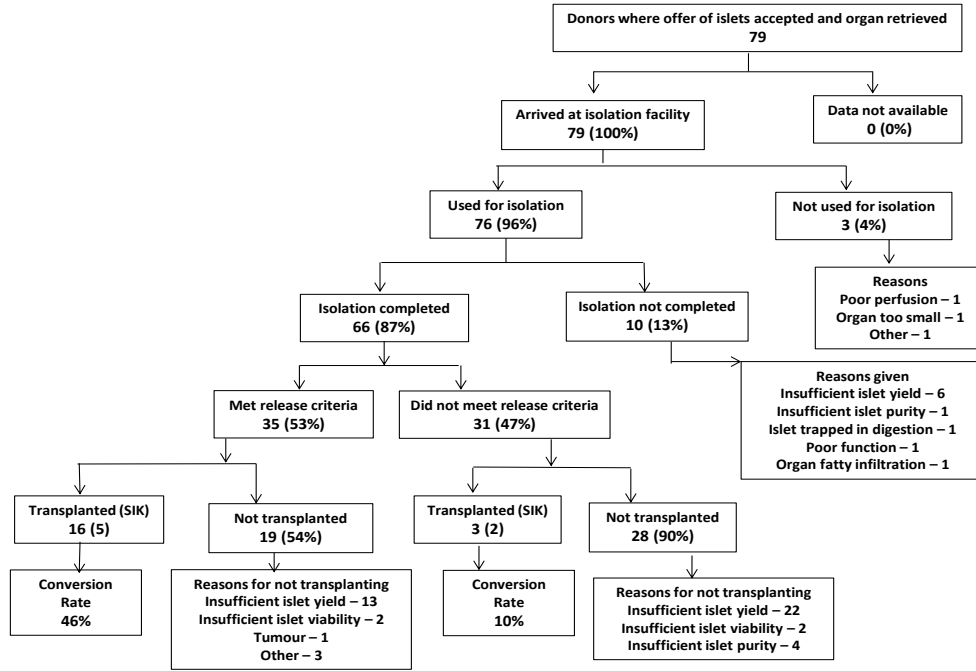 Donors where offer of islets accepted and organ retrieved
79
Arrived at isolation facility
79 (100%)
Data not available
0 (0%)
Used for isolation
76 (96%)
Not used for isolation
3 (4%)
Reasons
Poor perfusion – 1
Organ too small – 1
Other – 1
Isolation completed
66 (87%)
Isolation not completed
10 (13%)
Reasons given
Insufficient islet yield – 6
Insufficient islet purity – 1
Islet trapped in digestion – 1
Poor function – 1
Organ fatty infiltration – 1
Met release criteria
35 (53%)
Did not meet release criteria
31 (47%)
Transplanted (SIK)
16 (5)
Not transplanted
19 (54%)
Transplanted (SIK)
3 (2)
Not transplanted
28 (90%)
Conversion
Rate
46%
Reasons for not transplanting
Insufficient islet yield – 13
Insufficient islet viability – 2
Tumour – 1
Other – 3
Conversion
Rate
10%
Reasons for not transplanting
Insufficient islet yield – 22
Insufficient islet viability – 2
Insufficient islet purity – 4